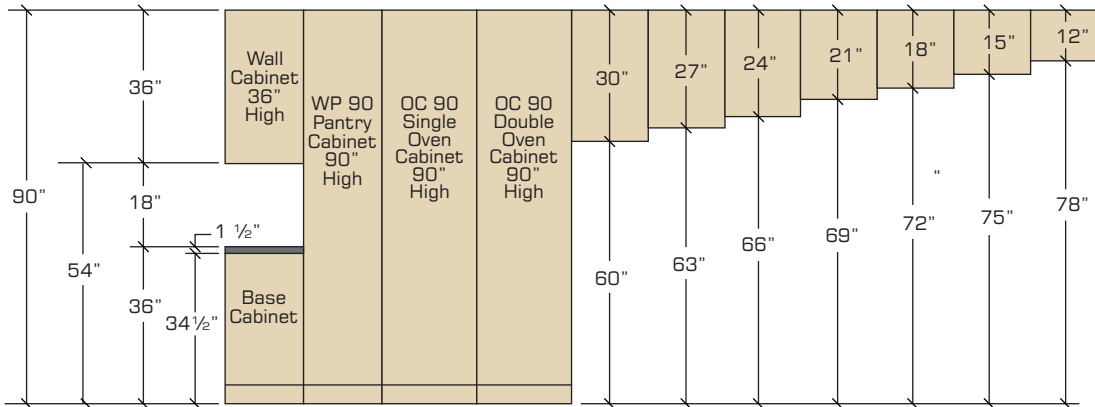 36”
Wall
Cabinet
36”
High
WP 90
Pantry
Cabinet
90”
High
OC 90
Single
Oven
Cabinet
90”
High
OC 90
Double
Oven
Cabinet
90”
High
30”
27”
24”
21”
18”
15”
12”
90”
18”
1 ½”
54”
36”
34½”
Base
Cabinet
60”
63”
66”
69”
72”
75”
78”
”